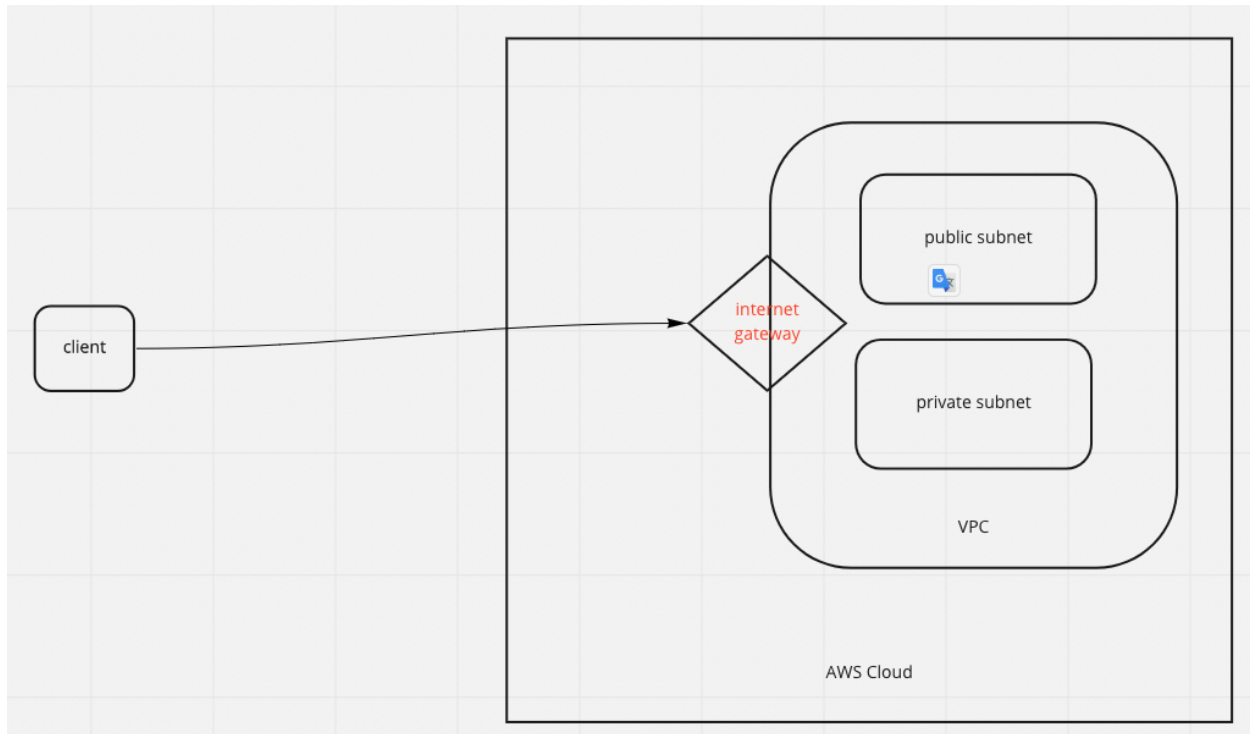 public subnet
internet
gateway
client
private subnet
VPC
AWS Cloud